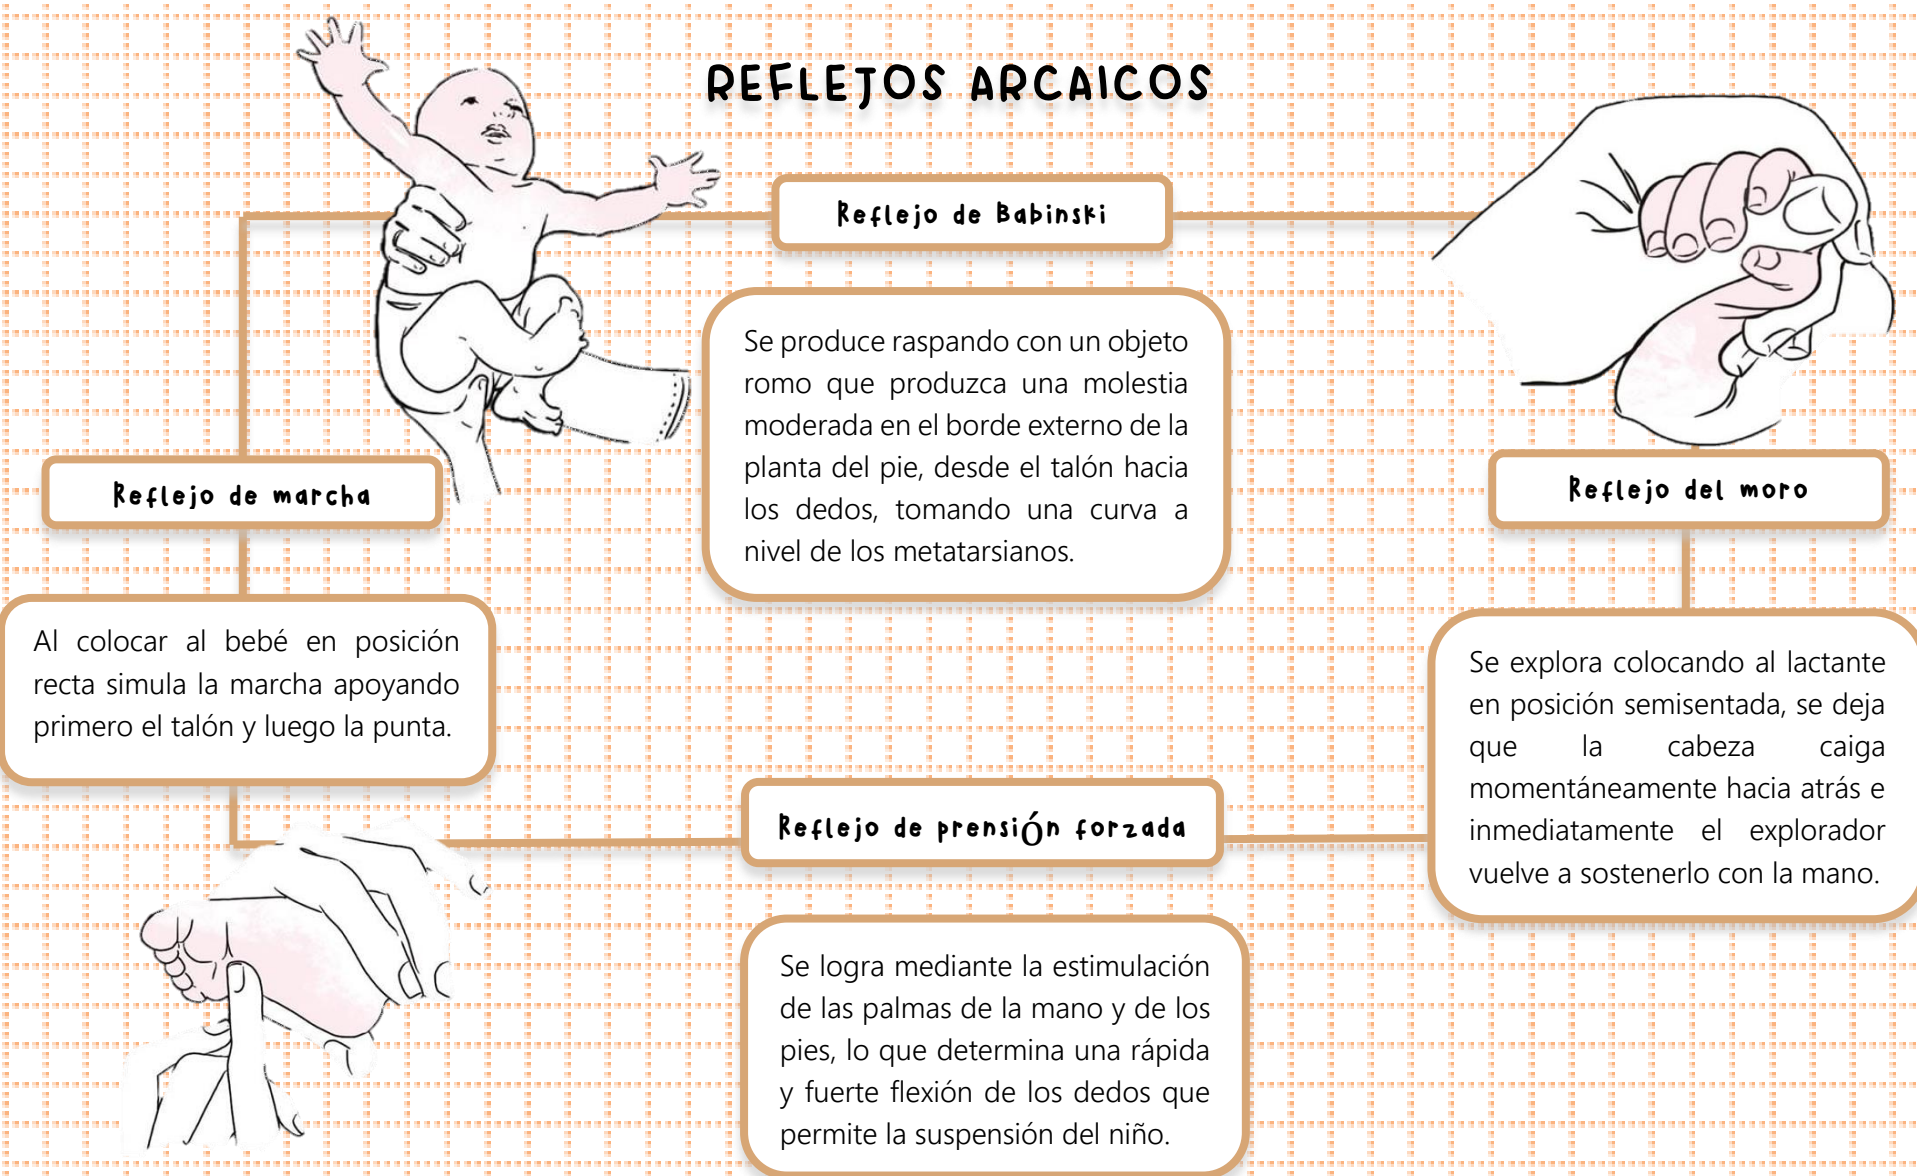 REFLEJOS ARCAICOS
Reflejo de Babinski
Se produce raspando con un objeto
romo que produzca una molestia
moderada en el borde externo de la
planta del pie, desde el talón hacia
los dedos, tomando una curva a
nivel de los metatarsianos.
Reflejo de marcha
Al colocar al bebé en posición
recta simula la marcha apoyando
primero el talón y luego la punta.
Reflejo del moro
Se explora colocando al lactante
en posición semisentada, se deja
que la cabeza caiga
momentáneamente hacia atrás e
inmediatamente el explorador
vuelve a sostenerlo con la mano.
Reflejo de prensiÓn forzada
Se logra mediante la estimulación
de las palmas de la mano y de los
pies, lo que determina una rápida
y fuerte flexión de los dedos que
permite la suspensión del niño.